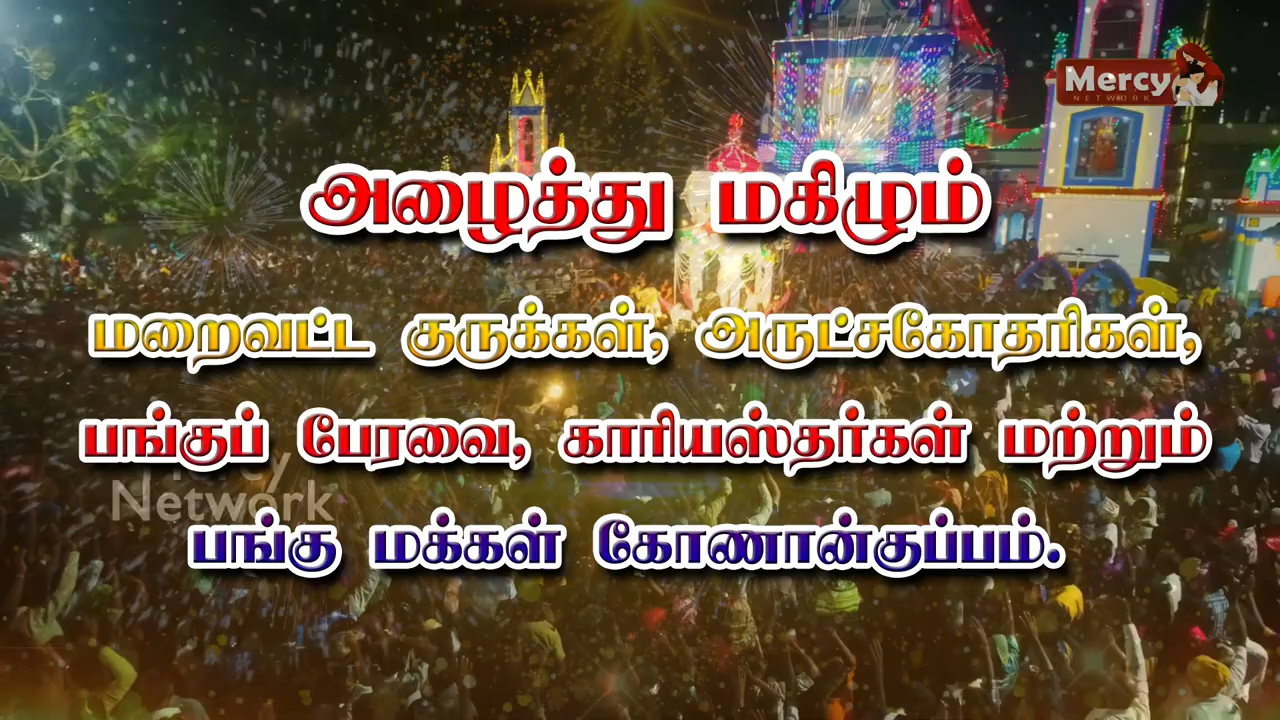 Mercy
NETWORK
அழைத்து மகிழும்
மறைவட்ட குருக்கள், அருட்சகோதரிகள்,
பங்குப் பேரவை, காரியஸ்தர்கள் மற்றும்
Mercy
Network
பங்கு மக்கள் கோணான்குப்பம்.